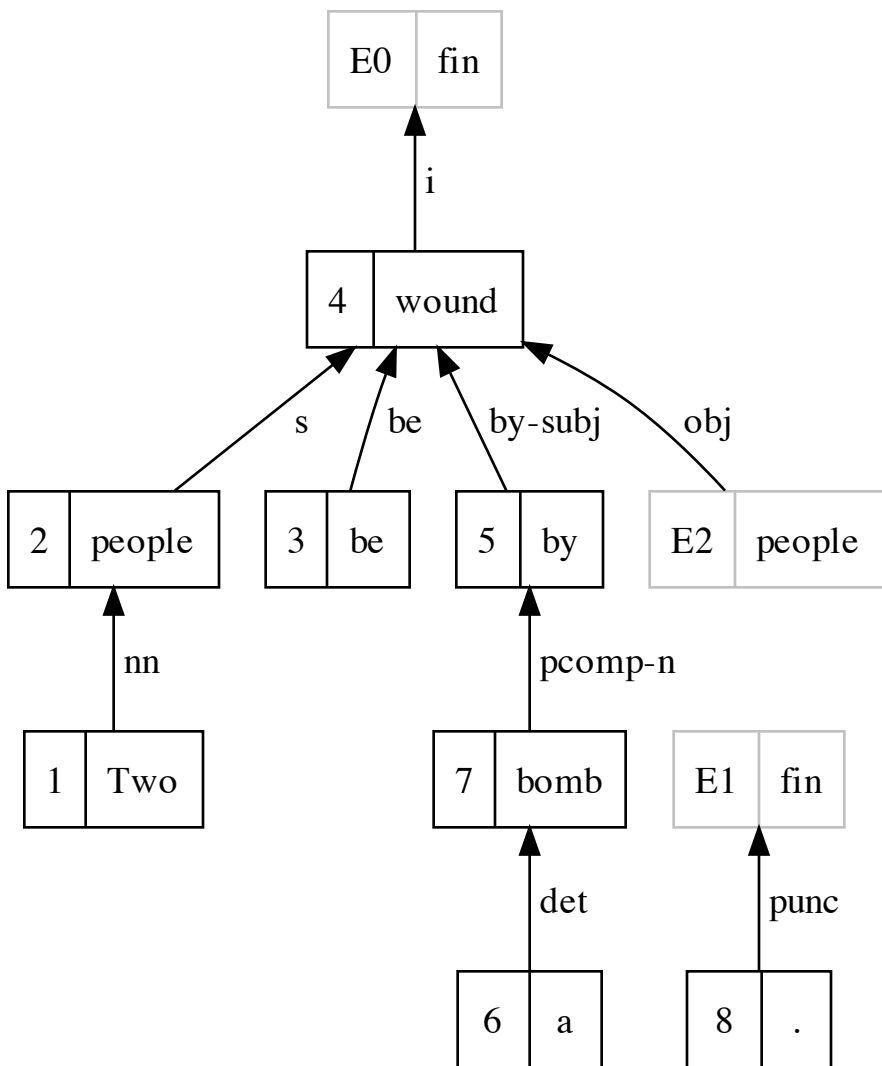 E0 fin
i
4 wound
s be by-subj obj
2 people 3 be 5 by E2 people
nn pcomp-n
1 Two 7 bomb E1 fin
det punc
6 a 8 .